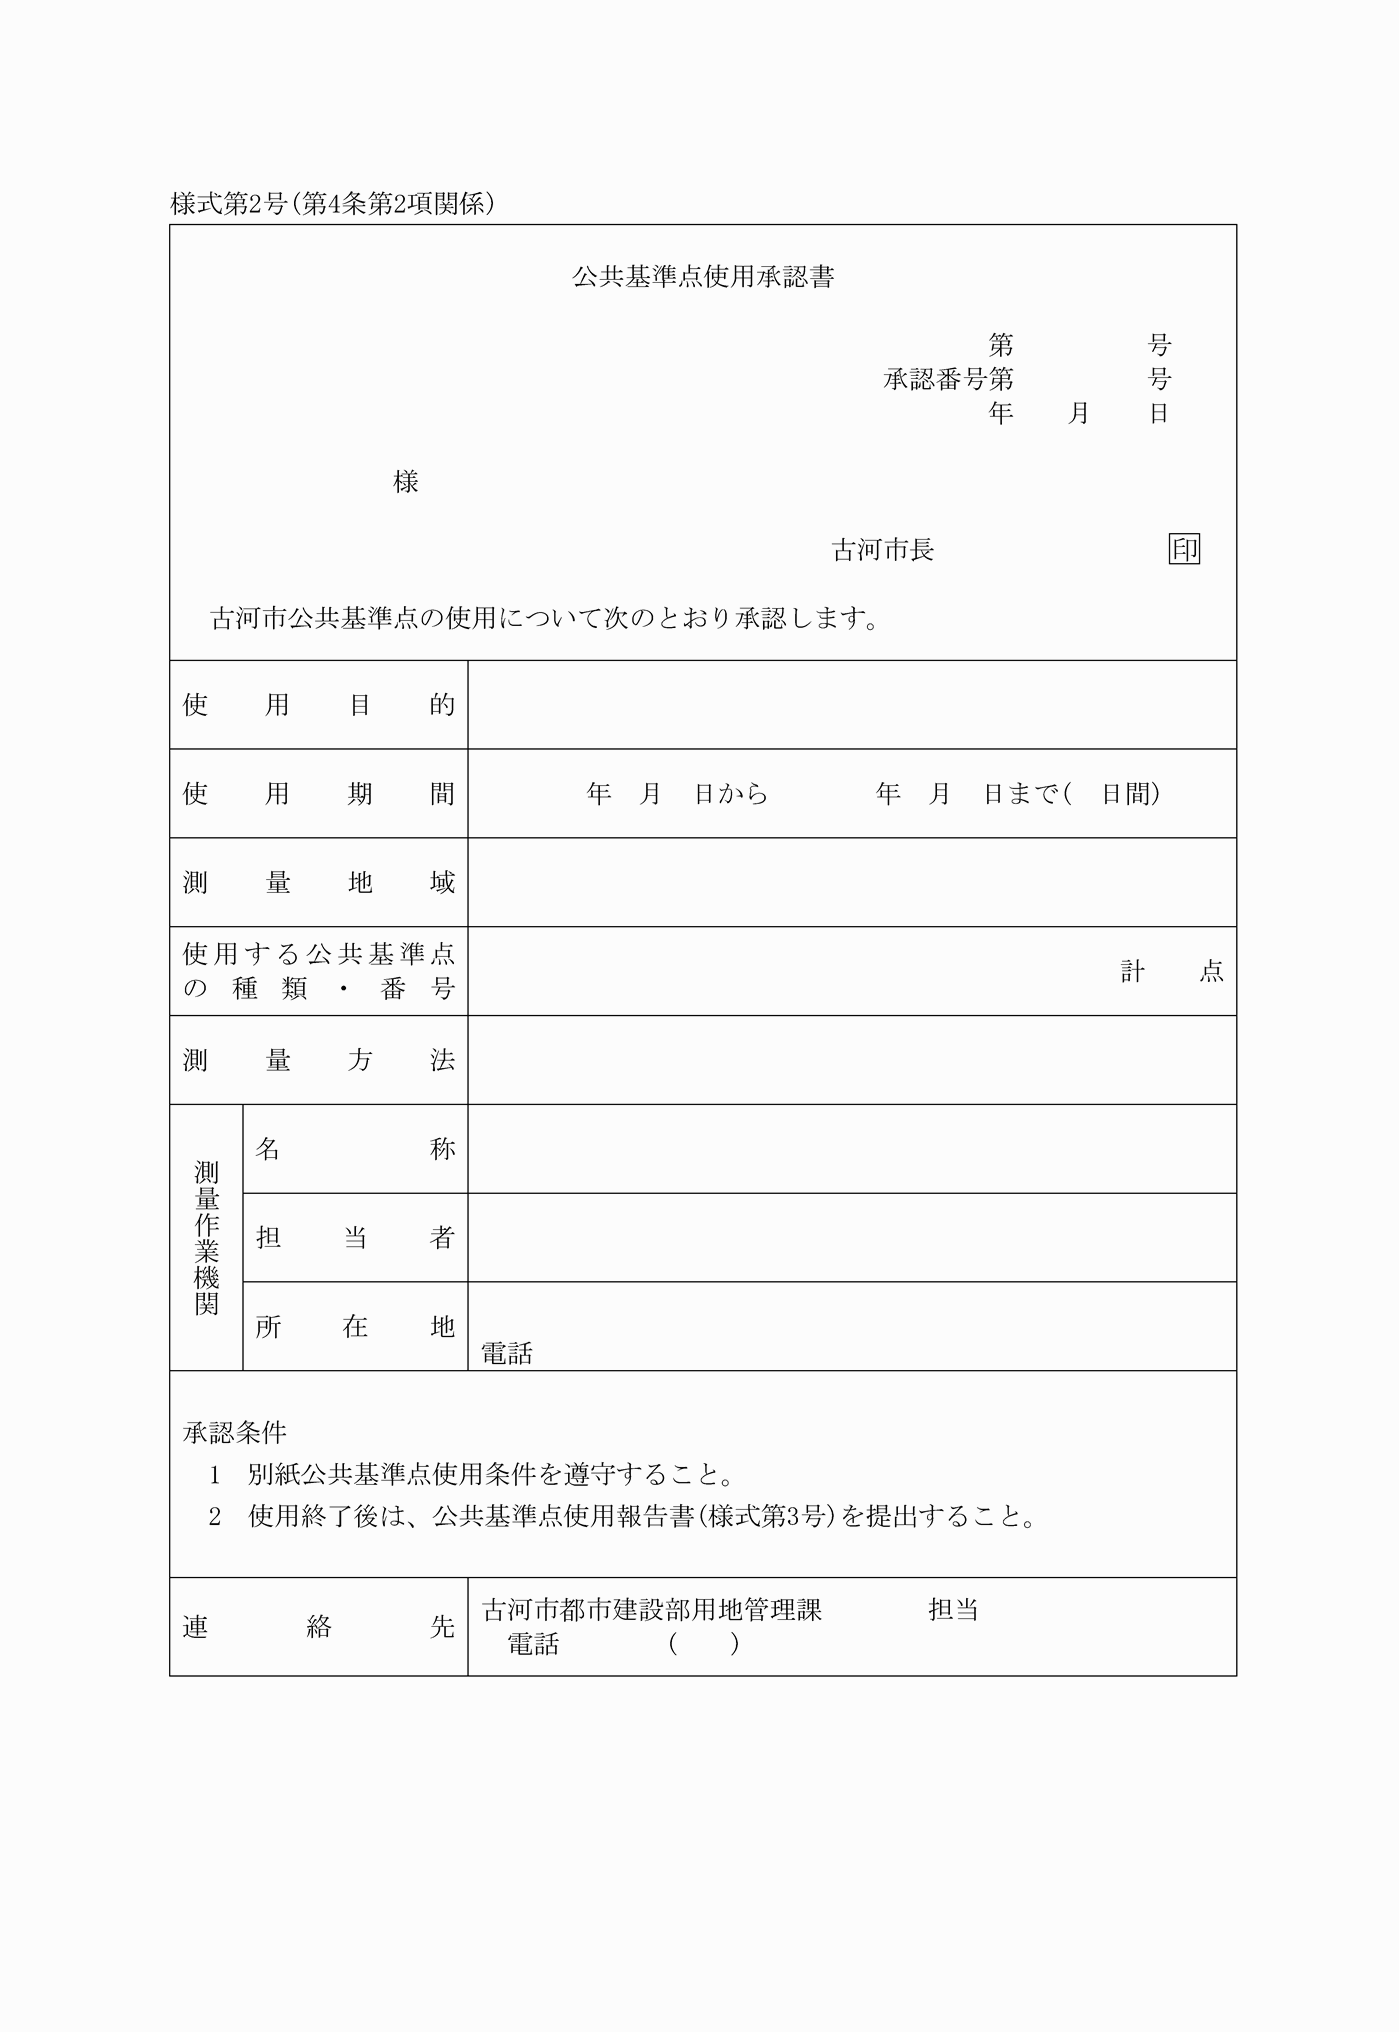 様式第2号(第4条第2項関係)
公共基準点使用承認書
第　　　　　号
承認番号第　　　　　号
年　　月　　日
様
古河市長　　　　　　　　　印
古河市公共基準点の使用について次のとおり承認します。
使用目的
使用期間　　年　月　日から　　　　年　月　日まで(　日間)
測量地域
使用する公共基準点
の種類・番号
計　　点
測量方法
測量作業機関
名称
担当者
所在地
電話
承認条件
1　別紙公共基準点使用条件を遵守すること。
2　使用終了後は、公共基準点使用報告書(様式第3号)を提出すること。
連絡先
古河市都市建設部用地管理課　　　　担当
電話　　　　(　　)